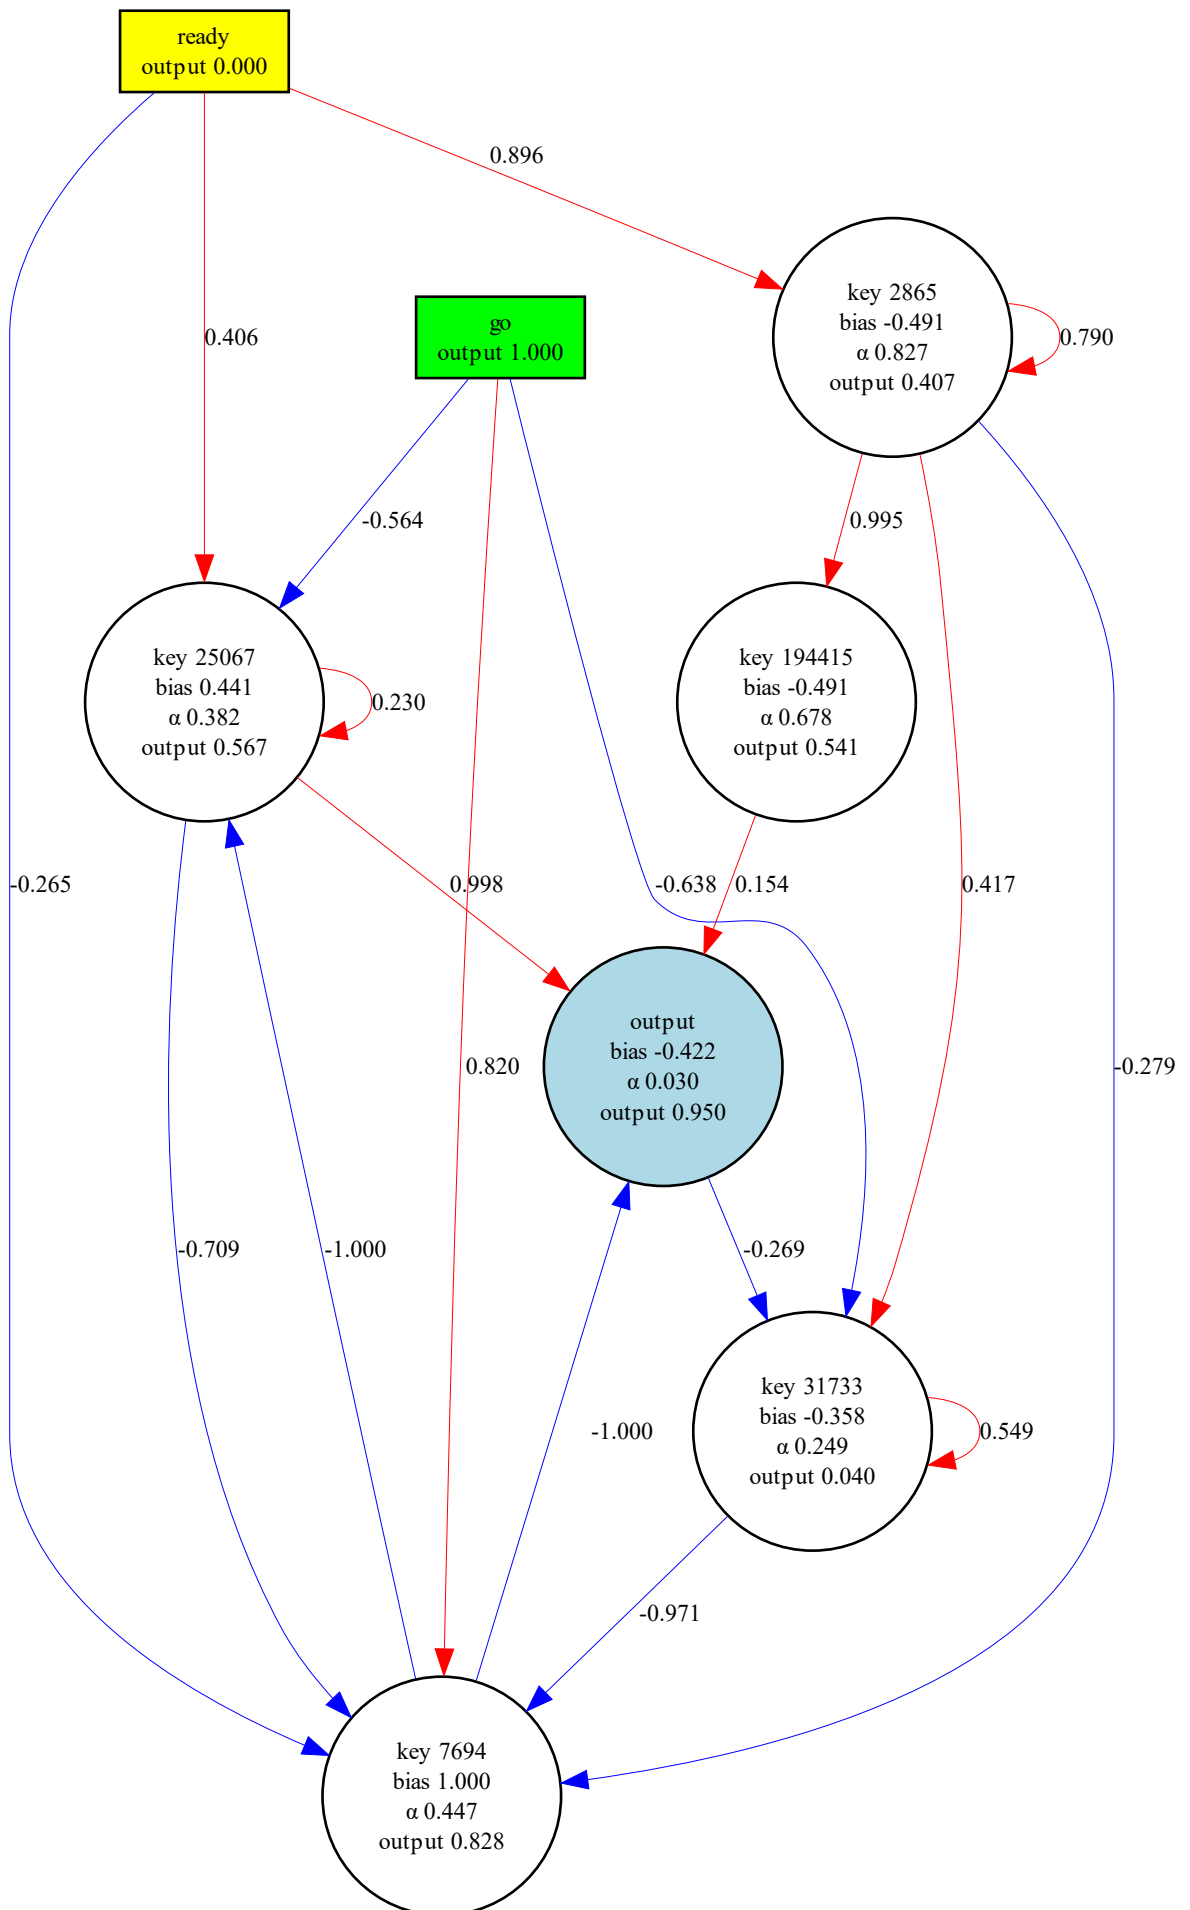 ready
output 0.000
0.896
key 2865
bias -0.491
α 0.827
output 0.407
0.790
go
output 1.000
0.406
-0.564
0.995
key 25067
bias 0.441
α 0.382
output 0.567
0.230
key 194415
bias -0.491
α 0.678
output 0.541
-0.265
0.998
-0.638
0.154
0.417
output
bias -0.422
α 0.030
output 0.950
0.820
-0.279
-0.709
-1.000
-0.269
key 31733
bias -0.358
α 0.249
output 0.040
-1.000
0.549
-0.971
key 7694
bias 1.000
α 0.447
output 0.828